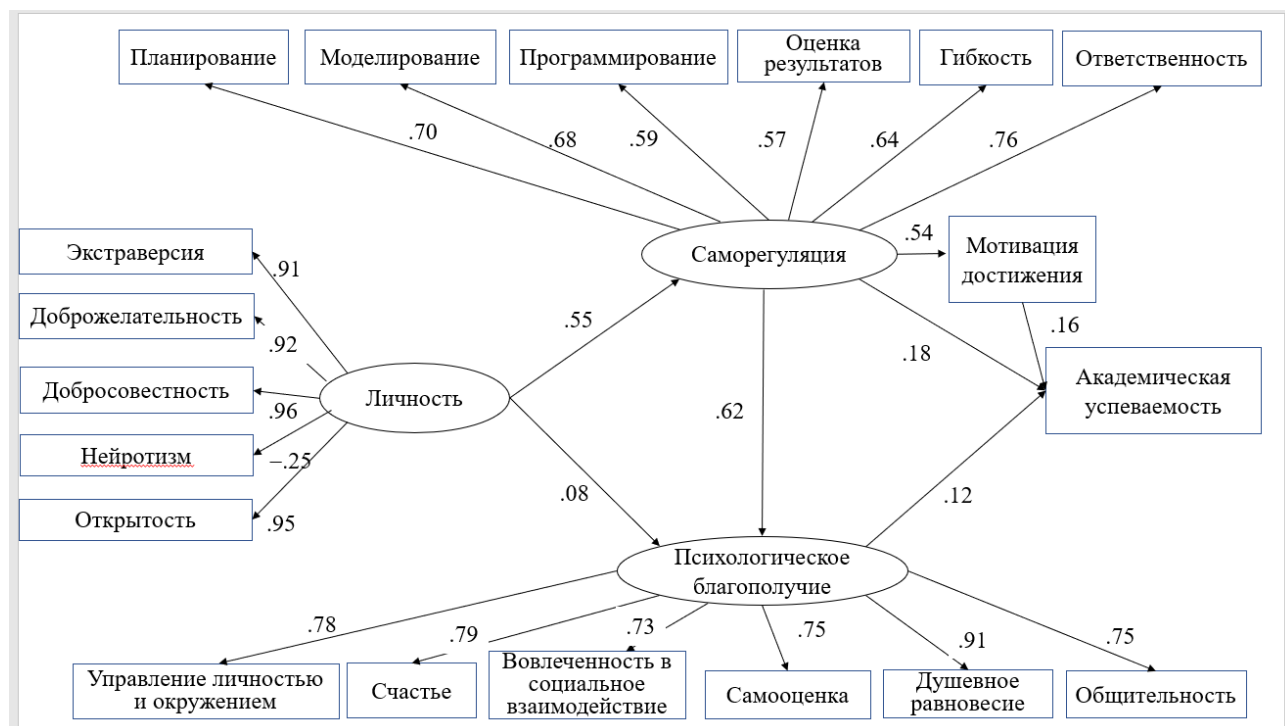 Планирование
Моделирование
Программирование
Оценка
результатов
Гибкость
Ответственность
.70
.68
.59
.57
.64
.76
Экстраверсия
.91
Саморегуляция
.54
Мотивация
достижения
Доброжелательность
.92
.55
.18
.16
Добросовестность
.96
Личность
.62
Академическая
успеваемость
Нейротизм
–.25
Открытость
.95
.08
.12
Психологическое
благополучие
.78
.79
.73
.75
.91
.75
Управление личностью
и окружением
Счастье
Вовлеченность в
социальное
взаимодействие
Самооценка
Душевное
равновесие
Общительность